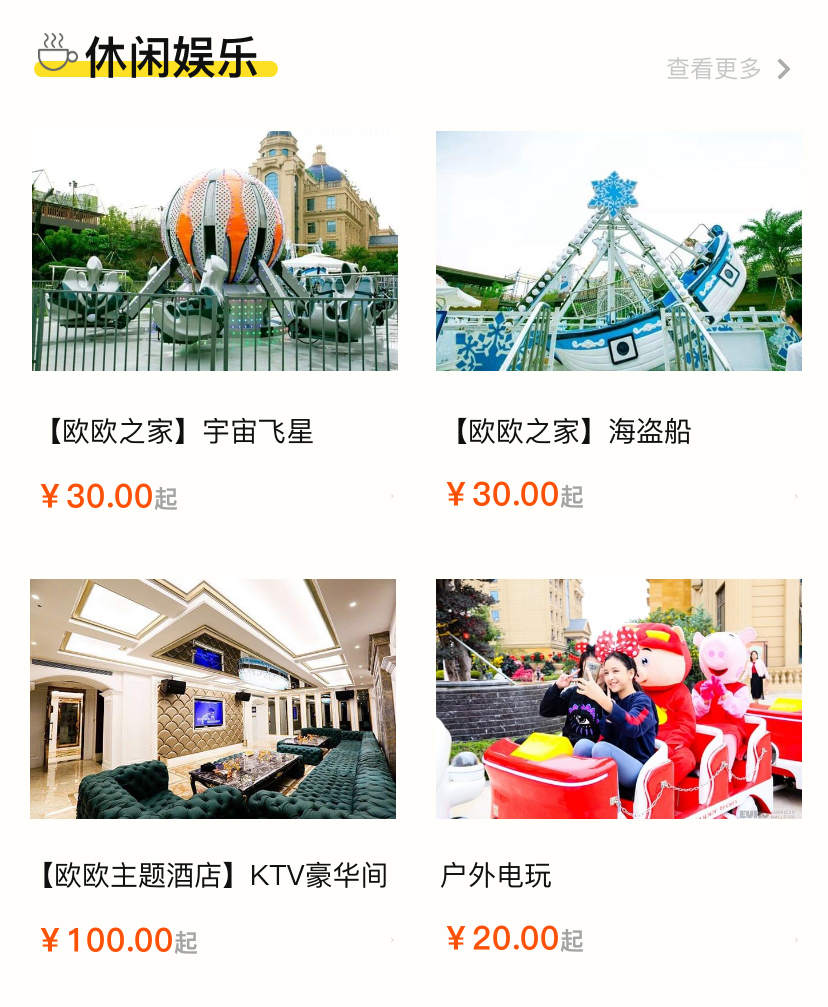 休闲娱乐
查看更多
【欧欧之家】宇宙飞星
【欧欧之家】海盗船
¥30.00起
¥30.00起
【欧欧主题酒店】KTV豪华间
户外电玩
¥100.00起
¥20.00起